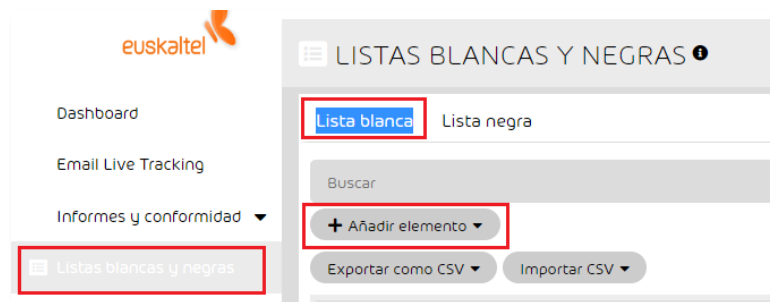 euskaltel
LISTAS BLANCAS Y NEGRAS
Dashboard
Lista blanca Lista negra
Email Live Tracking
Buscar
Informes y conformidad
+ Añadir elemento
Listas blancas y negras
Exportar como CSV Importar CSV